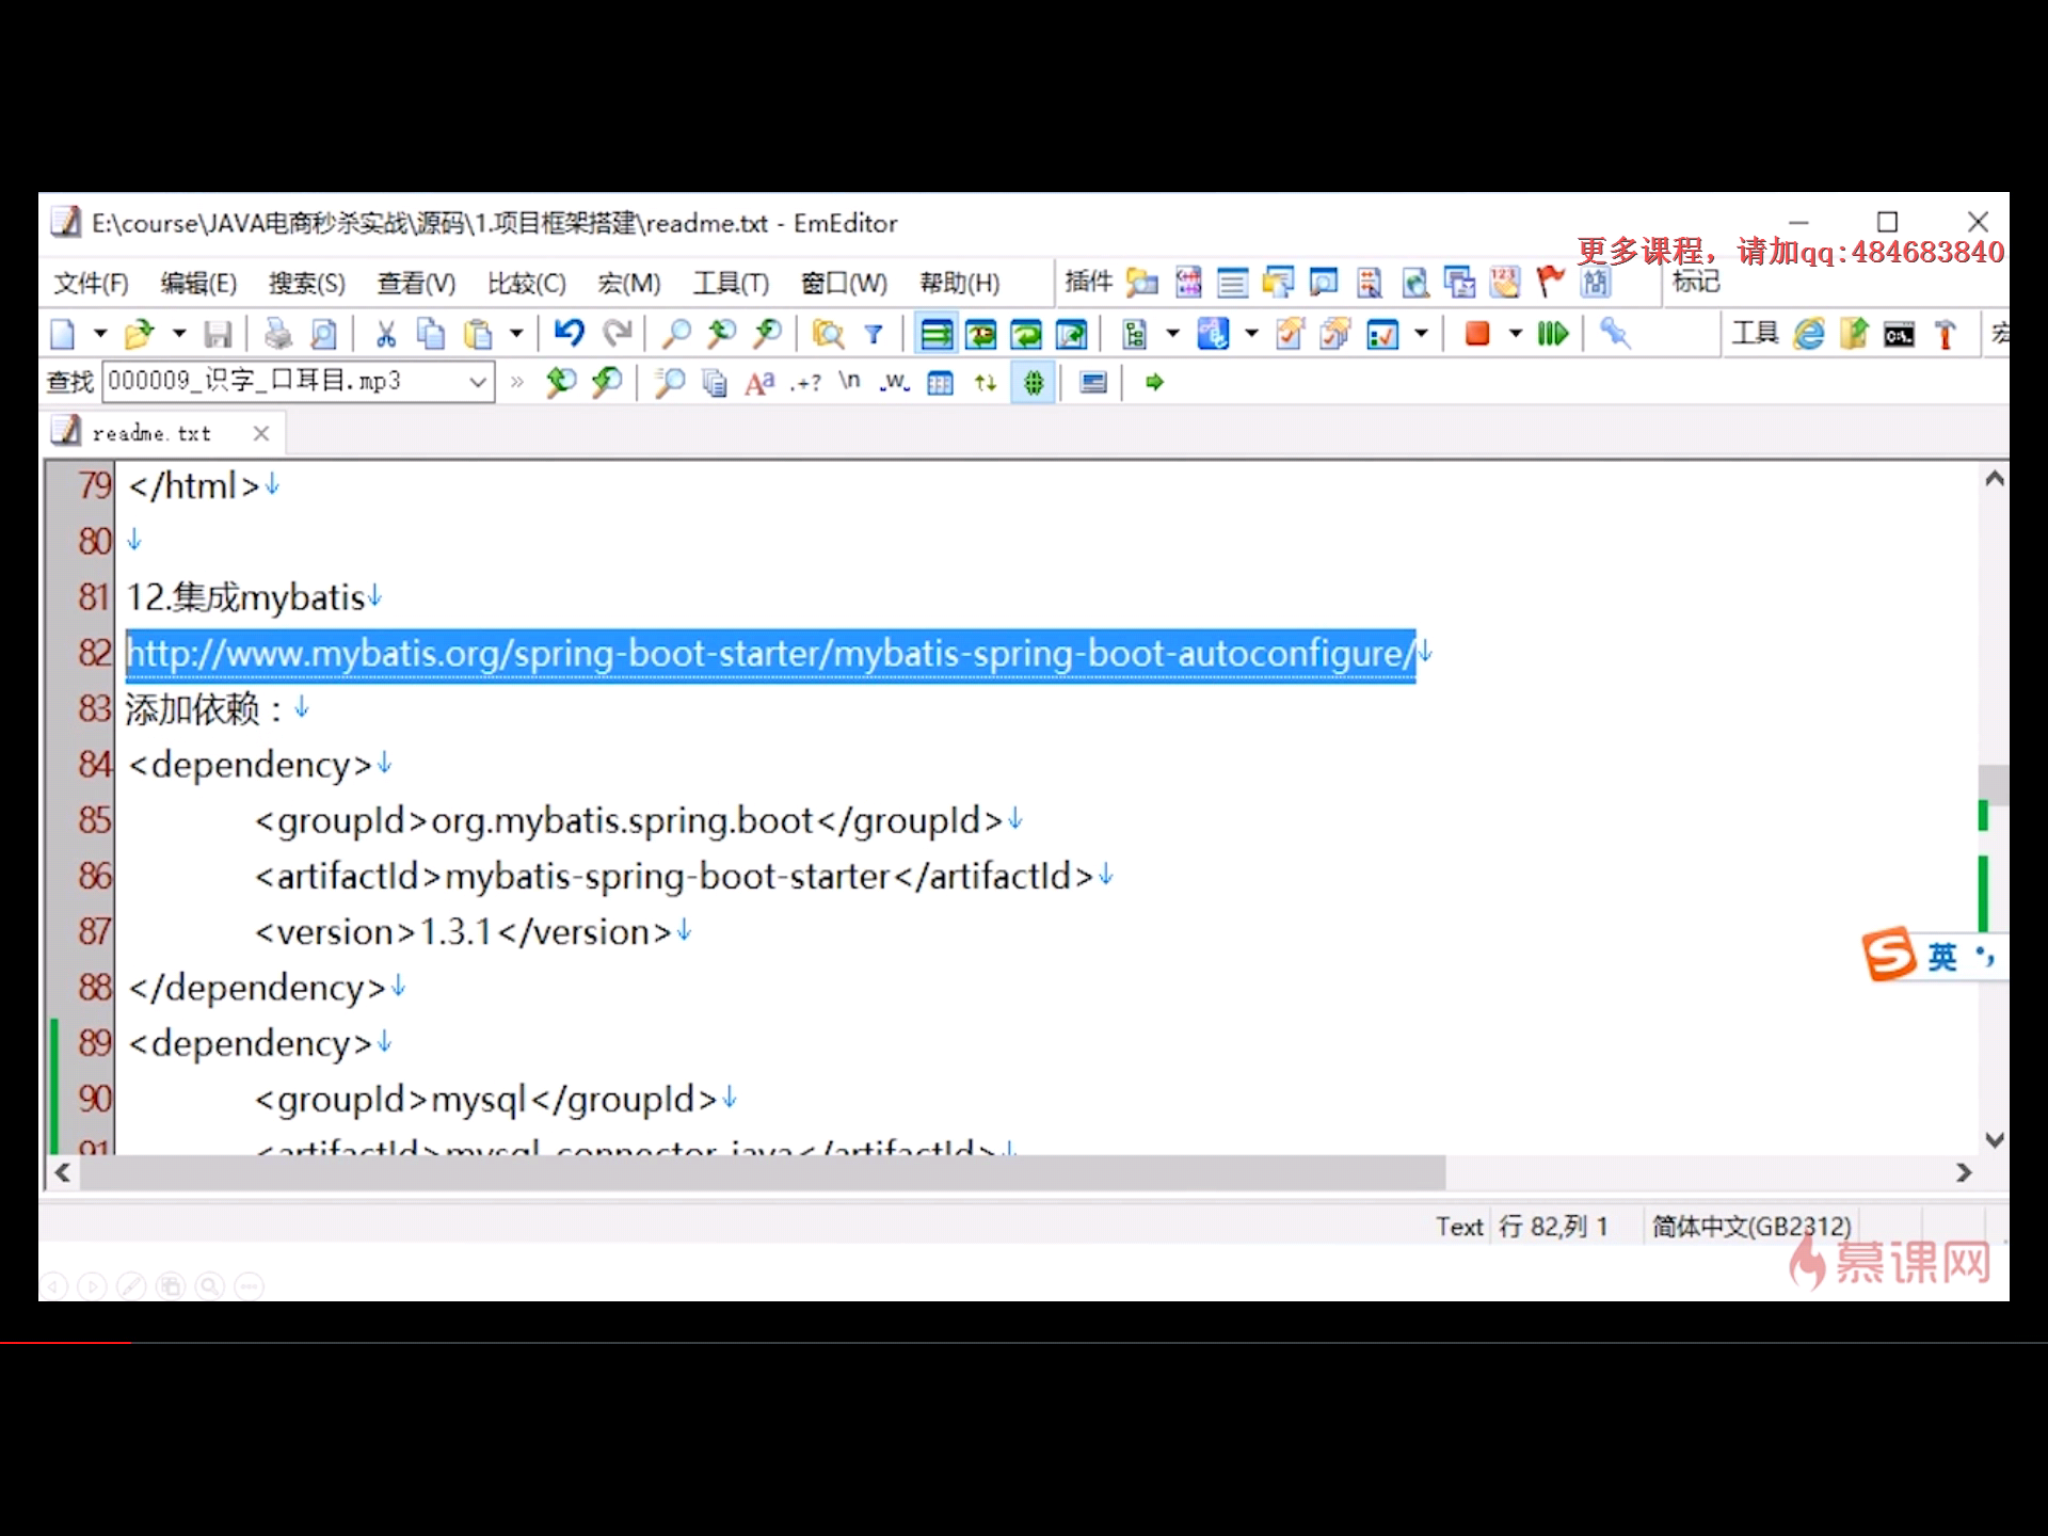 E:\course\JAVA电商秒杀实战\源码\1.项目框架搭建\readme.txt - EmEditor
更多课程，请加qq:484683840
文件(F) 编辑(E) 搜索(S) 查看(V) 比较(C) 宏(M) 工具(T) 窗口(W) 帮助(H) 插件 标记
工具
查找 000009_识字_口耳目.mp3
readme.txt
79 </html>
80
81 12.集成mybatis
82 http://www.mybatis.org/spring-boot-starter/mybatis-spring-boot-autoconfigure/
83 添加依赖：
84 <dependency>
85 <groupId>org.mybatis.spring.boot</groupId>
86 <artifactId>mybatis-spring-boot-starter</artifactId>
87 <version>1.3.1</version>
88 </dependency>
89 <dependency>
90 <groupId>mysql</groupId>
91 <artifactId>mysql-connector-java</artifactId>
英
Text 行 82,列 1 简体中文(GB2312)
慕课网